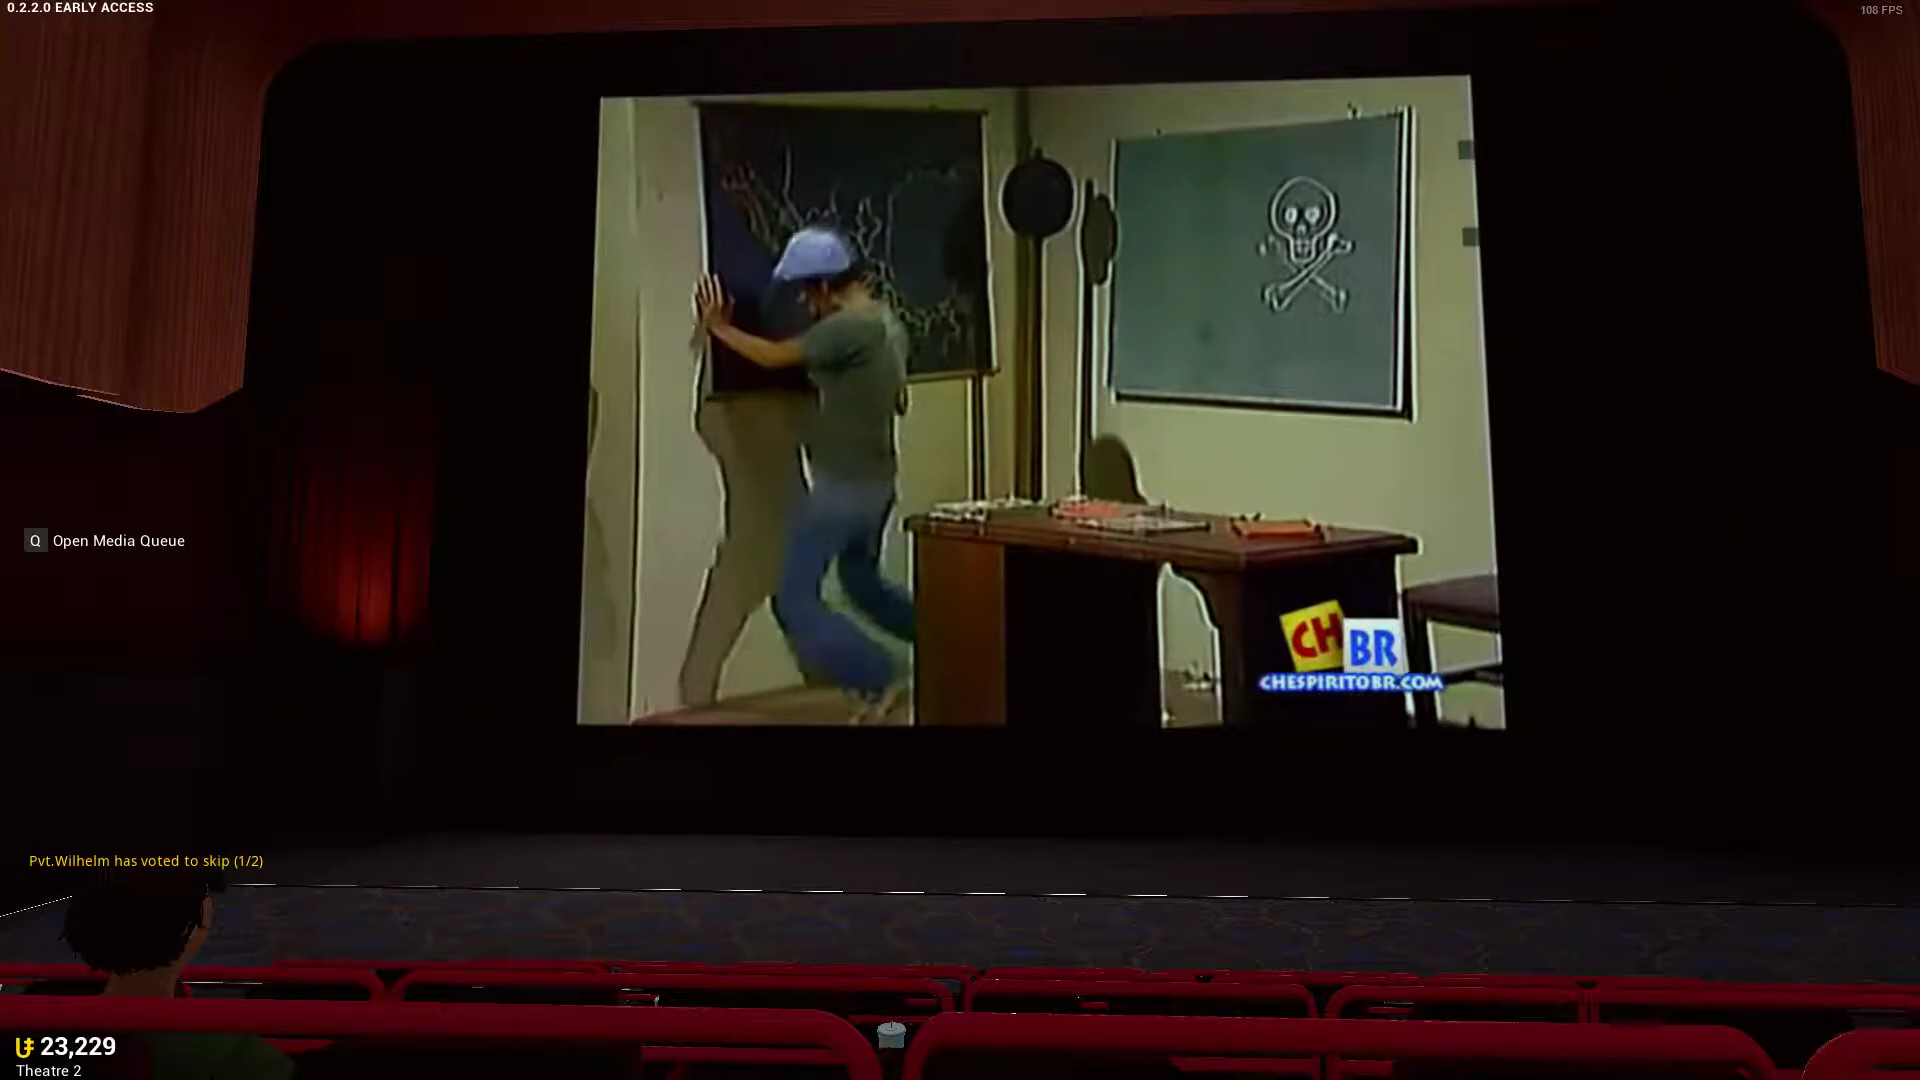 0.2.2.0 EARLY ACCESS
108 FPS
CH
BR
CHESPIRITOBR.COM
Q Open Media Queue
Pvt.Wilhelm has voted to skip (1/2)
23,229
Theatre 2